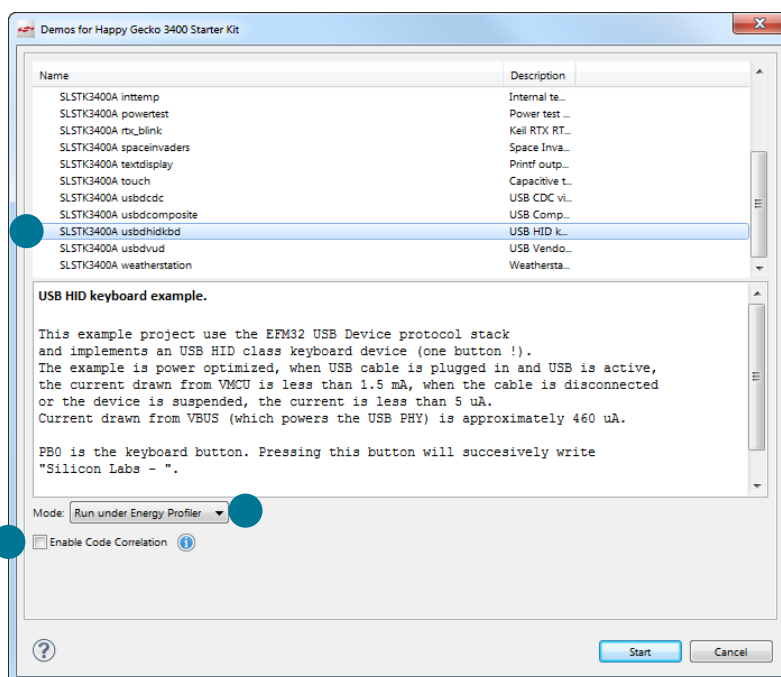 Demos for Happy Gecko 3400 Starter Kit
Name Description
SLSTK3400A inttemp Internal te...
SLSTK3400A powertest Power test ...
SLSTK3400A rtx_blink Keil RTX RT...
SLSTK3400A spaceinvaders Space Inva...
SLSTK3400A textdisplay Printf outp...
SLSTK3400A touch Capacitive t...
SLSTK3400A usbdcdc USB CDC vi...
SLSTK3400A usbdcomposite USB Comp...
SLSTK3400A usbdhidkbd USB HID k...
SLSTK3400A usbdvud USB Vendo...
SLSTK3400A weatherstation Weathersta...
USB HID keyboard example.
This example project use the EFM32 USB Device protocol stack
and implements an USB HID class keyboard device (one button !).
The example is power optimized, when USB cable is plugged in and USB is active,
the current drawn from VMCU is less than 1.5 mA, when the cable is disconnected
or the device is suspended, the current is less than 5 uA.
Current drawn from VBUS (which powers the USB PHY) is approximately 460 uA.
PB0 is the keyboard button. Pressing this button will succesively write
"Silicon Labs - ".
Mode: Run under Energy Profiler
Enable Code Correlation
Start Cancel